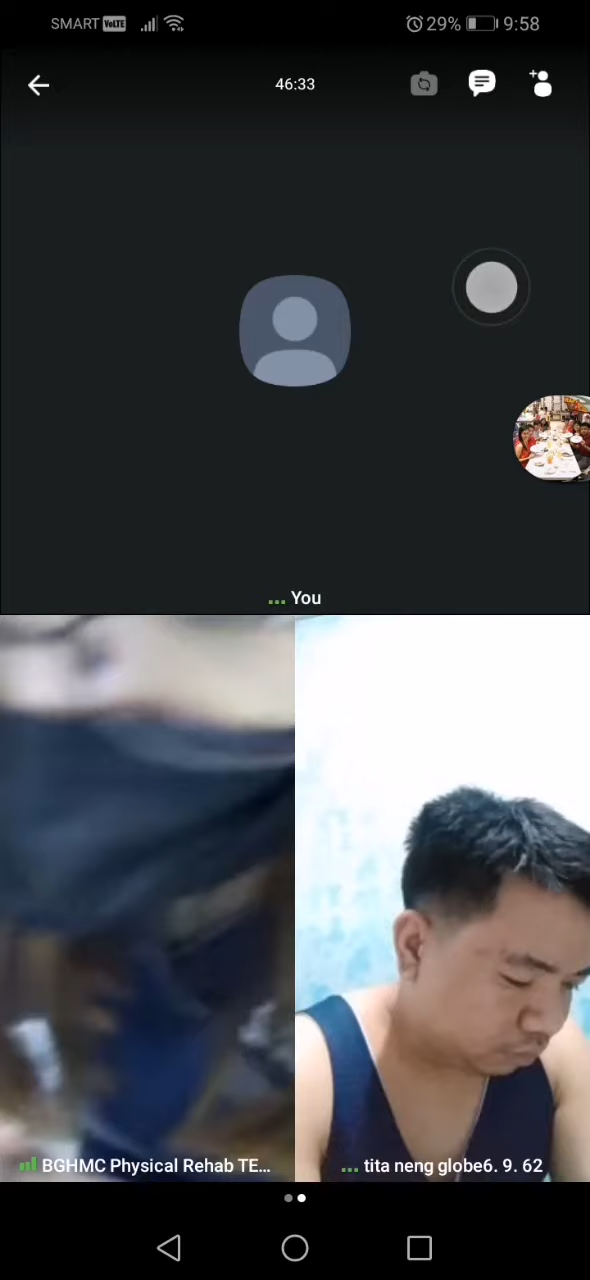 SMART VoLTE 29% 9:58
46:33
You
BGHMC Physical Rehab TE...
tita neng globe6. 9. 62